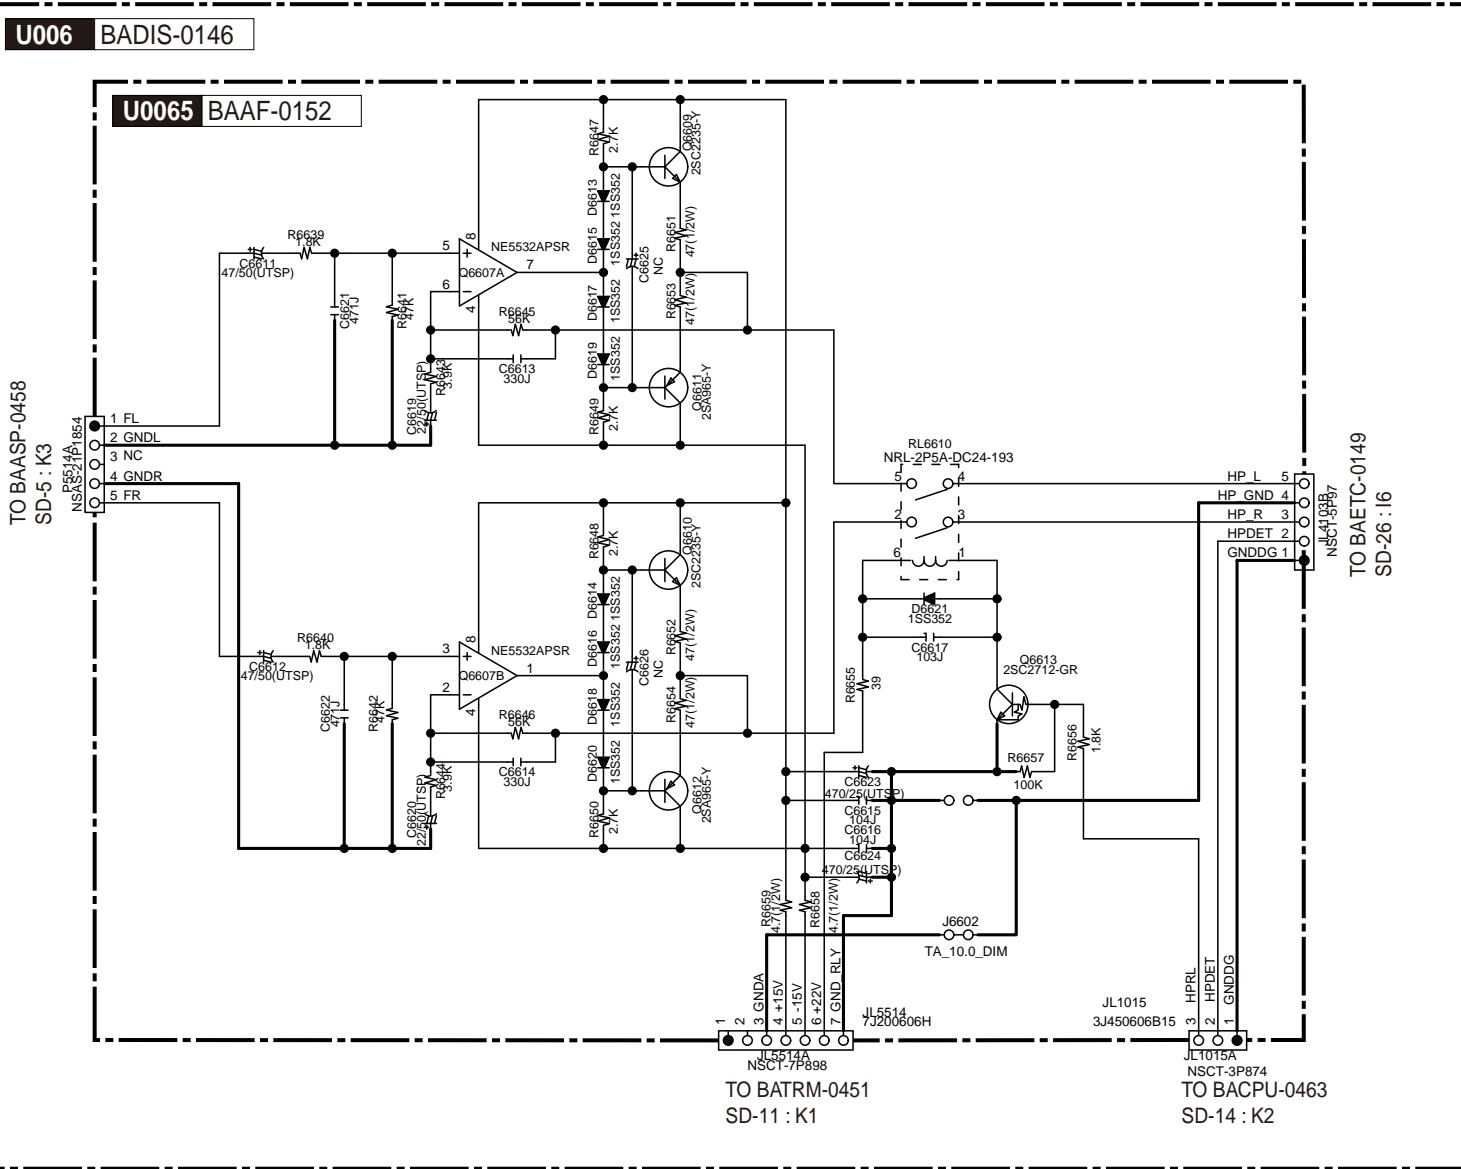 U006 BADIS-0146
U0065 BAAF-0152
R6647
2.7K
Q6609
2SC2235-Y
D6613
1SS352
D6615
1SS352
C6625
NC
R6651
47(1/2W)
R6653
47(1/2W)
D6617
1SS352
D6619
1SS352
R6649
2.7K
Q6611
2SA965-Y
R6639
1.8K
C6611
47/50(UTSP)
C6621
471J
R6641
47K
5
6
8
4
7
NE5532APSR
Q6607A
R6645
56K
C6613
330J
R6643
3.9K
C6619
22/50(UTSP)
TO BAASP-0458
SD-5 : K3
P5514A
NSAS-21P1854
1 FL
2 GNDL
3 NC
4 GNDR
5 FR
R6648
2.7K
Q6610
2SC2235-Y
D6614
1SS352
D6616
1SS352
C6626
NC
R6652
47(1/2W)
R6654
47(1/2W)
D6618
1SS352
D6620
1SS352
R6650
2.7K
Q6612
2SA965-Y
R6640
1.8K
C6612
47/50(UTSP)
C6622
471J
R6642
47K
3
2
8
4
1
NE5532APSR
Q6607B
R6646
56K
C6614
330J
R6644
3.9K
C6620
22/50(UTSP)
RL6610
NRL-2P5A-DC24-193
5
4
2
3
6
1
D6621
1SS352
C6617
103J
R6655
39
Q6613
2SC2712-GR
R6656
1.8K
R6657
100K
HP_L 5
HP_GND 4
HP_R 3
HPDET 2
GNDDG 1
JL4103B
NSCT-5P97
TO BAETC-0149
SD-26 : I6
C6623
470/25(UTSP)
C6615
104J
C6616
104J
C6624
470/25(UTSP)
R6659
4.7(1/2W)
R6658
4.7(1/2W)
J6602
TA_10.0_DIM
1
2
3 GNDA
4 +15V
5 -15V
6 +22V
7 GND_RLY
JL5514
7J200606H
JL5514A
NSCT-7P898
TO BATRM-0451
SD-11 : K1
JL1015
3J450606B15
3 HPRL
2 HPDET
1 GNDDG
JL1015A
NSCT-3P874
TO BACPU-0463
SD-14 : K2